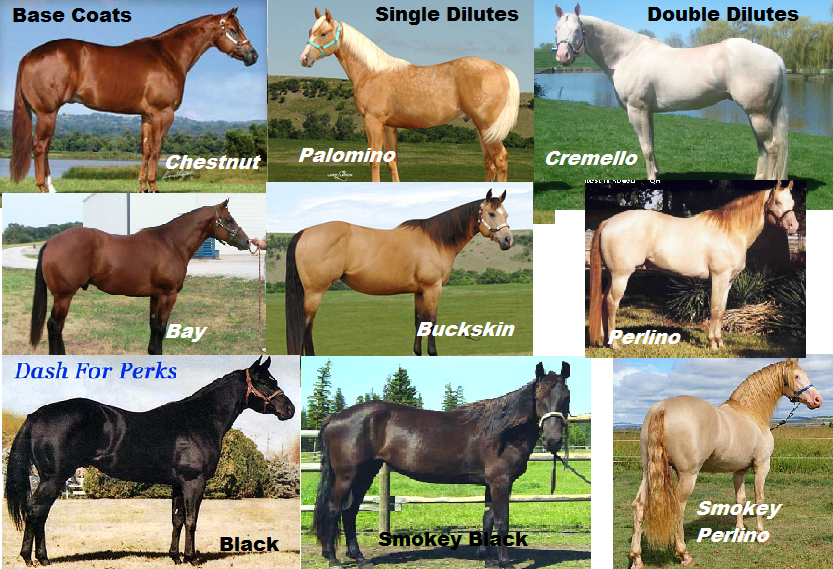 Base Coats
Single Dilutes
Double Dilutes
Chestnut
Palomino
Cremello
Bay
Buckskin
Perlino
Dash For Perks
Black
Smokey Black
Smokey
Perlino